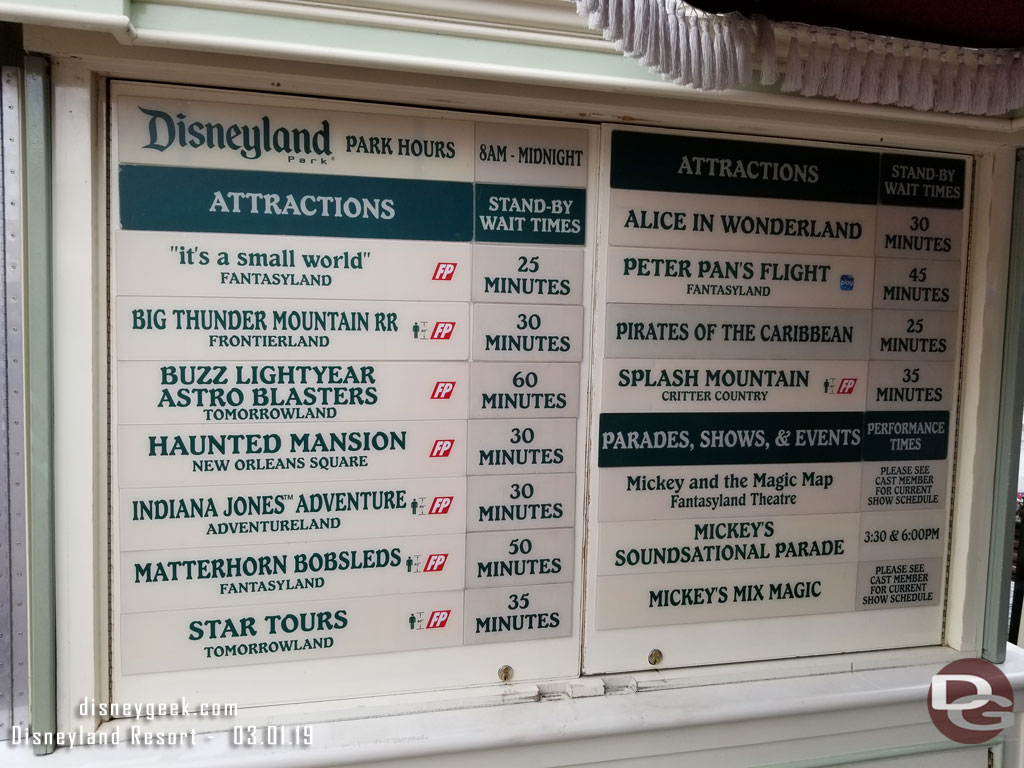 Disneyland PARK HOURS 8AM - MIDNIGHT
Park
ATTRACTIONS STAND-BY
WAIT TIMES
"it's a small world" FP 25
FANTASYLAND MINUTES
BIG THUNDER MOUNTAIN RR FP 30
FRONTIERLAND MINUTES
BUZZ LIGHTYEAR
ASTRO BLASTERS FP 60
TOMORROWLAND MINUTES
HAUNTED MANSION FP 30
NEW ORLEANS SQUARE MINUTES
INDIANA JONES™ ADVENTURE FP 30
ADVENTURELAND MINUTES
MATTERHORN BOBSLEDS FP 50
FANTASYLAND MINUTES
STAR TOURS FP 35
TOMORROWLAND MINUTES
ATTRACTIONS STAND-BY
WAIT TIMES
ALICE IN WONDERLAND 30
MINUTES
PETER PAN'S FLIGHT play 45
FANTASYLAND MINUTES
PIRATES OF THE CARIBBEAN 25
MINUTES
SPLASH MOUNTAIN FP 35
CRITTER COUNTRY MINUTES
PARADES, SHOWS, & EVENTS PERFORMANCE
TIMES
Mickey and the Magic Map
Fantasyland Theatre
PLEASE SEE
CAST MEMBER
FOR CURRENT
SHOW SCHEDULE
MICKEY'S
SOUNDSATIONAL PARADE 3:30 & 6:00PM
MICKEY'S MIX MAGIC
PLEASE SEE
CAST MEMBER
FOR CURRENT
SHOW SCHEDULE
disneygeek.com
Disneyland Resort - 03.01.19
DG